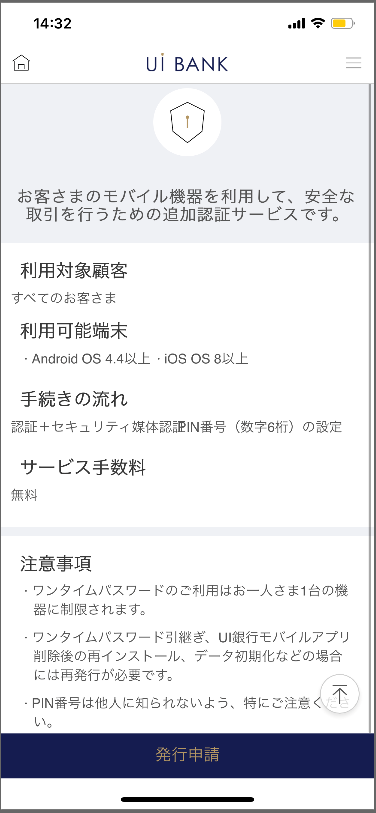 14:32
UI BANK
お客さまのモバイル機器を利用して、安全な
取引を行うための追加認証サービスです。
利用対象顧客
すべてのお客さま
利用可能端末
・Android OS 4.4以上 ・iOS OS 8以上
手続きの流れ
認証＋セキュリティ媒体認証PIN番号（数字6桁）の設定
サービス手数料
無料
注意事項
・ワンタイムパスワードのご利用はお一人さま1台の機
器に制限されます。
・ワンタイムパスワード引継ぎ、UI銀行モバイルアプリ
削除後の再インストール、データ初期化などの場合
には再発行が必要です。
・PIN番号は他人に知られないよう、特にご注意くださ
い。
発行申請